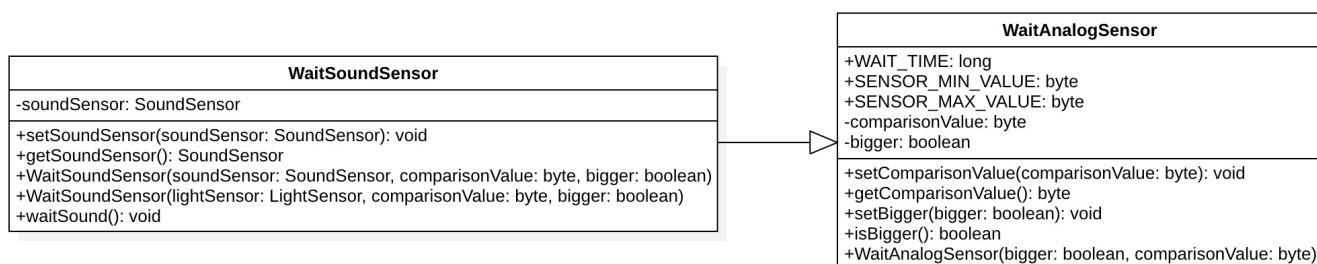 WaitSoundSensor
-soundSensor: SoundSensor
+setSoundSensor(soundSensor: SoundSensor): void
+getSoundSensor(): SoundSensor
+WaitSoundSensor(soundSensor: SoundSensor, comparisonValue: byte, bigger: boolean)
+WaitSoundSensor(lightSensor: LightSensor, comparisonValue: byte, bigger: boolean)
+waitSound(): void
WaitAnalogSensor
+WAIT_TIME: long
+SENSOR_MIN_VALUE: byte
+SENSOR_MAX_VALUE: byte
-comparisonValue: byte
-bigger: boolean
+setComparisonValue(comparisonValue: byte): void
+getComparisonValue(): byte
+setBigger(bigger: boolean): void
+isBigger(): boolean
+WaitAnalogSensor(bigger: boolean, comparisonValue: byte)